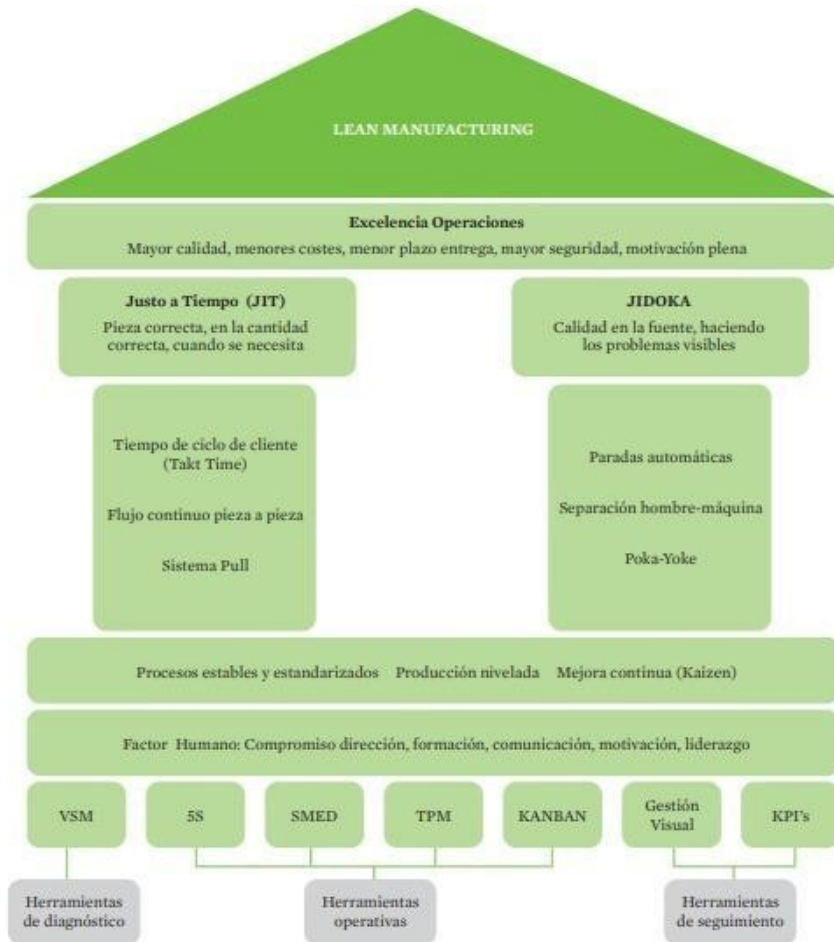 LEAN MANUFACTURING
Excelencia Operaciones
Mayor calidad, menores costes, menor plazo entrega, mayor seguridad, motivación plena
Justo a Tiempo (JIT)
Pieza correcta, en la cantidad
correcta, cuando se necesita
JIDOKA
Calidad en la fuente, haciendo
los problemas visibles
Tiempo de ciclo de cliente
(Takt Time)
Flujo continuo pieza a pieza
Sistema Pull
Paradas automáticas
Separación hombre-máquina
Poka-Yoke
Procesos estables y estandarizados Producción nivelada Mejora continua (Kaizen)
Factor Humano: Compromiso dirección, formación, comunicación, motivación, liderazgo
VSM
5S
SMED
TPM
KANBAN
Gestión
Visual
KPI's
Herramientas
de diagnóstico
Herramientas
operativas
Herramientas
de seguimiento